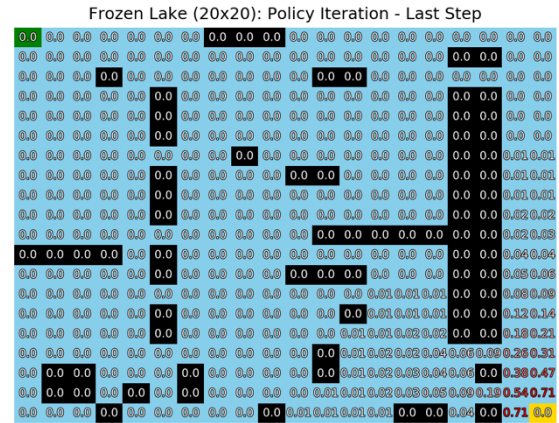 Frozen Lake (20x20): Policy Iteration - Last Step
0.0 0.0 0.0 0.0 0.0 0.0 0.0 0.0 0.0 0.0 0.0 0.0 0.0 0.0 0.0 0.0 0.0 0.0 0.0 0.0
0.0 0.0 0.0 0.0 0.0 0.0 0.0 0.0 0.0 0.0 0.0 0.0 0.0 0.0 0.0 0.0 0.0 0.0 0.0 0.0
0.0 0.0 0.0 0.0 0.0 0.0 0.0 0.0 0.0 0.0 0.0 0.0 0.0 0.0 0.0 0.0 0.0 0.0 0.0 0.0
0.0 0.0 0.0 0.0 0.0 0.0 0.0 0.0 0.0 0.0 0.0 0.0 0.0 0.0 0.0 0.0 0.0 0.0 0.0 0.0
0.0 0.0 0.0 0.0 0.0 0.0 0.0 0.0 0.0 0.0 0.0 0.0 0.0 0.0 0.0 0.0 0.0 0.0 0.0 0.0
0.0 0.0 0.0 0.0 0.0 0.0 0.0 0.0 0.0 0.0 0.0 0.0 0.0 0.0 0.0 0.0 0.0 0.0 0.0 0.0
0.0 0.0 0.0 0.0 0.0 0.0 0.0 0.0 0.0 0.0 0.0 0.0 0.0 0.0 0.0 0.0 0.0 0.0 0.01 0.01
0.0 0.0 0.0 0.0 0.0 0.0 0.0 0.0 0.0 0.0 0.0 0.0 0.0 0.0 0.0 0.0 0.0 0.0 0.01 0.01
0.0 0.0 0.0 0.0 0.0 0.0 0.0 0.0 0.0 0.0 0.0 0.0 0.0 0.0 0.0 0.0 0.0 0.0 0.01 0.01
0.0 0.0 0.0 0.0 0.0 0.0 0.0 0.0 0.0 0.0 0.0 0.0 0.0 0.0 0.0 0.0 0.0 0.0 0.02 0.02
0.0 0.0 0.0 0.0 0.0 0.0 0.0 0.0 0.0 0.0 0.0 0.0 0.0 0.0 0.0 0.0 0.0 0.0 0.02 0.03
0.0 0.0 0.0 0.0 0.0 0.0 0.0 0.0 0.0 0.0 0.0 0.0 0.0 0.0 0.0 0.0 0.0 0.0 0.04 0.04
0.0 0.0 0.0 0.0 0.0 0.0 0.0 0.0 0.0 0.0 0.0 0.0 0.0 0.0 0.0 0.0 0.0 0.0 0.05
0.0 0.0 0.0 0.0 0.0 0.0 0.0 0.0 0.0 0.0 0.0 0.0 0.0 0.01 0.01 0.01 0.0 0.0 0.08 0.09
0.0 0.0 0.0 0.0 0.0 0.0 0.0 0.0 0.0 0.0 0.0 0.0 0.0 0.01 0.01 0.01 0.0 0.0 0.12 0.14
0.0 0.0 0.0 0.0 0.0 0.0 0.0 0.0 0.0 0.0 0.0 0.0 0.01 0.01 0.02 0.02 0.0 0.0 0.18 0.21
0.0 0.0 0.0 0.0 0.0 0.0 0.0 0.0 0.0 0.0 0.0 0.0 0.01 0.02 0.02 0.04 0.06 0.09 0.26 0.31
0.0 0.0 0.0 0.0 0.0 0.0 0.0 0.0 0.0 0.0 0.0 0.0 0.01 0.02 0.03 0.04 0.06 0.0 0.38 0.47
0.0 0.0 0.0 0.0 0.0 0.0 0.0 0.0 0.0 0.0 0.0 0.01 0.01 0.02 0.03 0.05 0.09 0.19 0.54 0.71
0.0 0.0 0.0 0.0 0.0 0.0 0.0 0.0 0.0 0.0 0.01 0.01 0.01 0.01 0.0 0.0 0.04 0.0 0.71 0.0